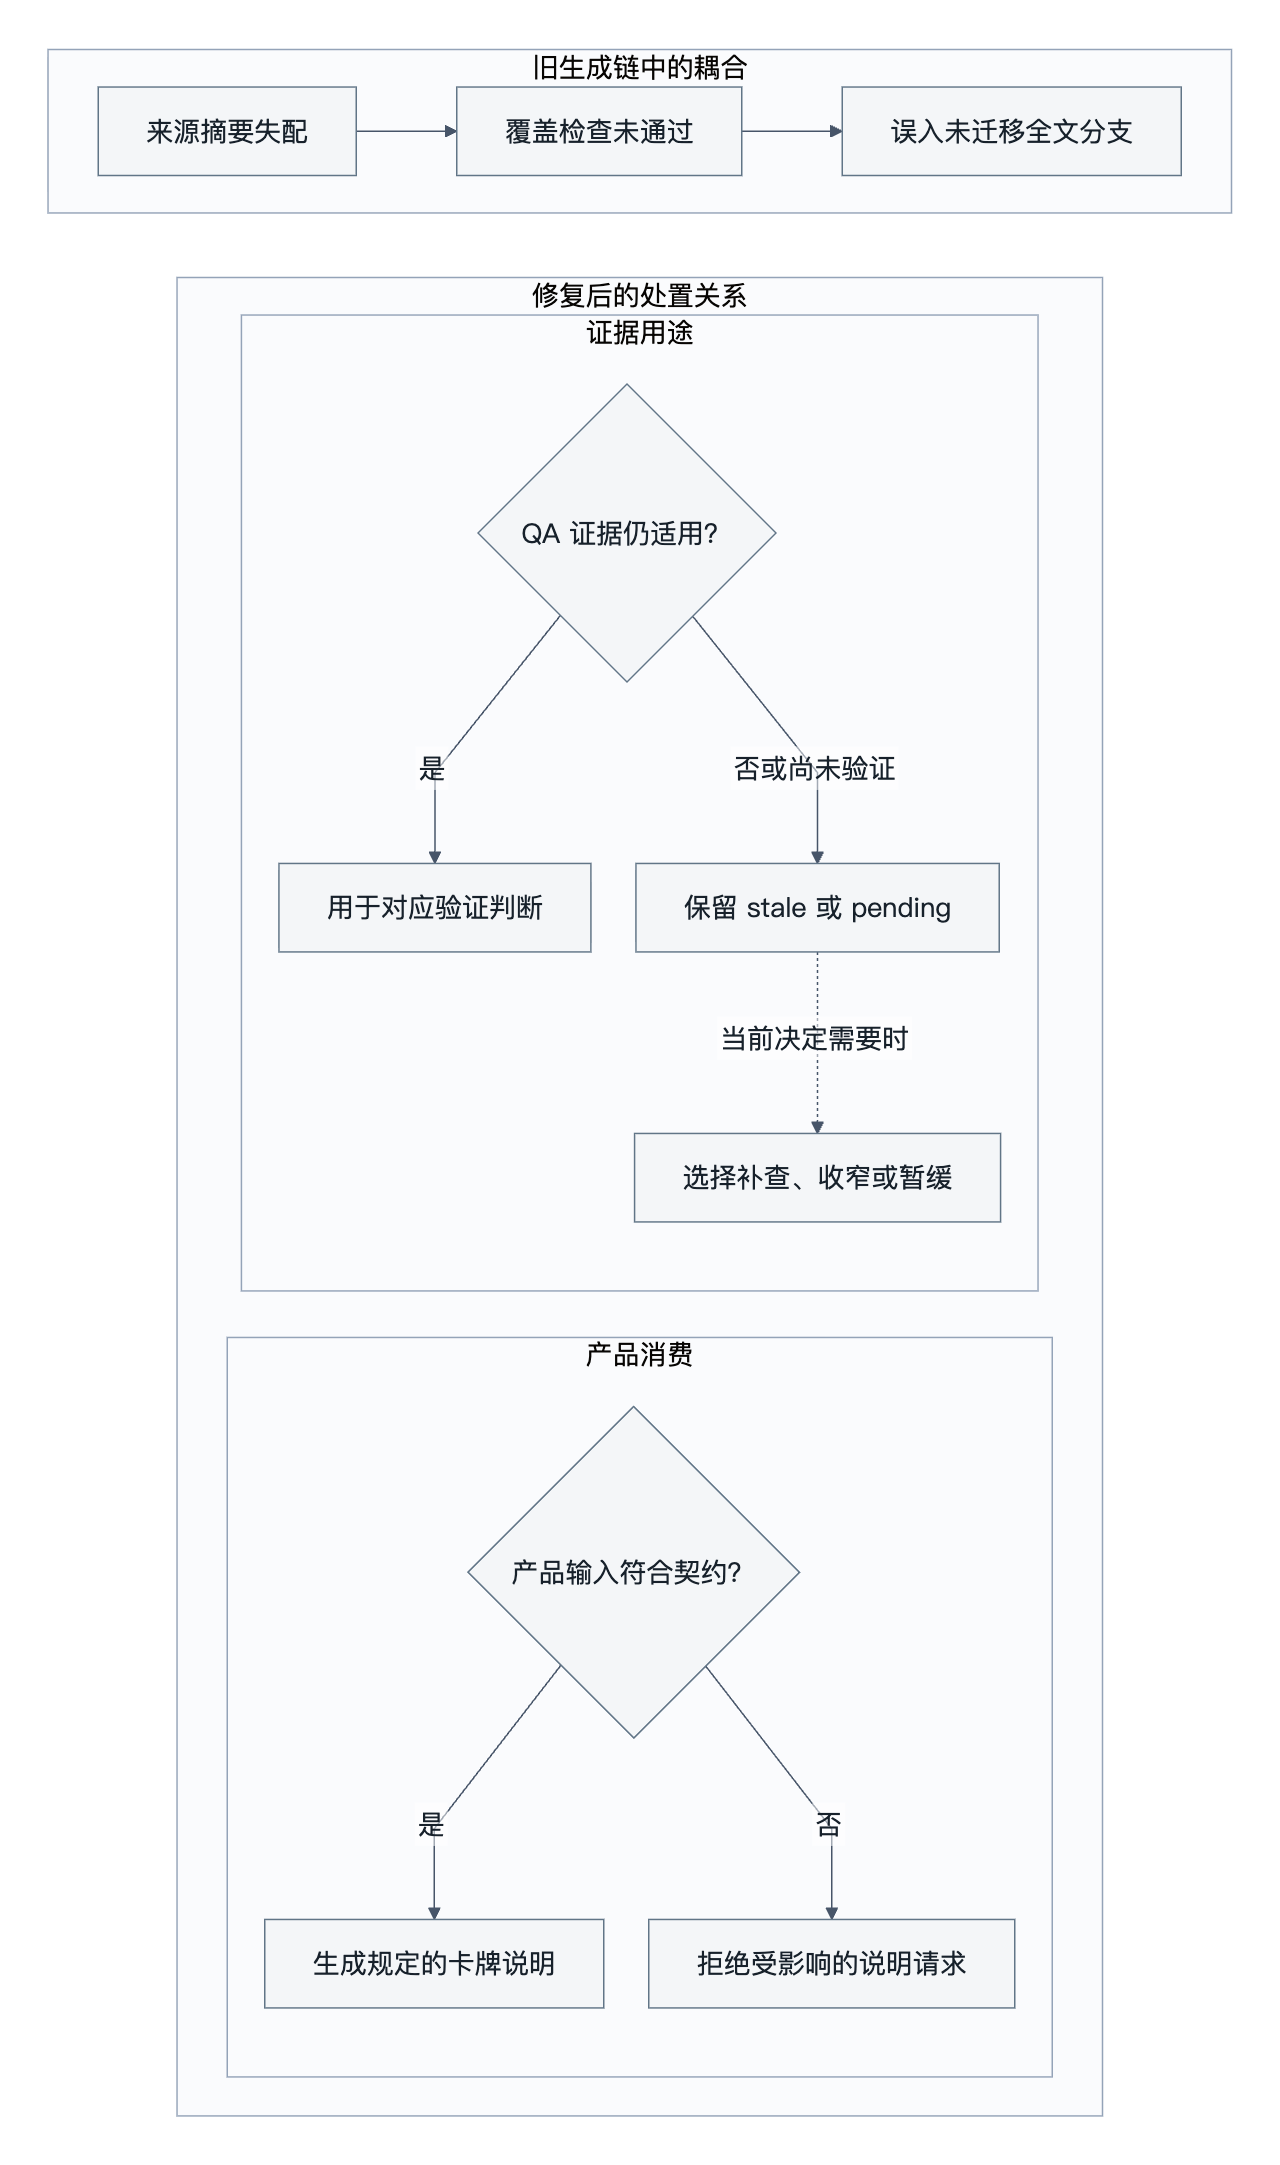 旧生成链中的耦合
来源摘要失配
覆盖检查未通过
误入未迁移全文分支
修复后的处置关系
证据用途
QA 证据仍适用?
是
否或尚未验证
用于对应验证判断
保留 stale 或 pending
当前决定需要时
选择补查、收窄或暂缓
产品消费
产品输入符合契约?
是
否
生成规定的卡牌说明
拒绝受影响的说明请求